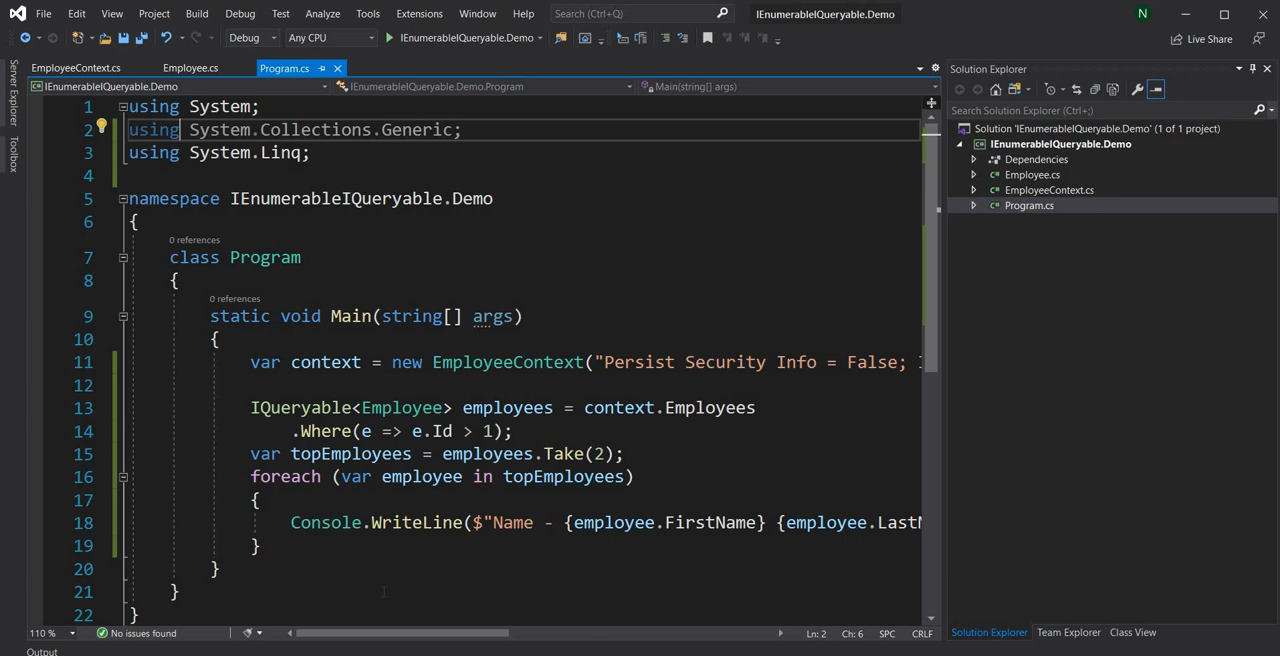 File Edit View Project Build Debug Test Analyze Tools Extensions Window Help Search (Ctrl+Q) IEnumerableIQueryable.Demo N
Debug Any CPU IEnumerableIQueryable.Demo Live Share
EmployeeContext.cs Employee.cs Program.cs
IEnumerableIQueryable.Demo IEnumerableIQueryable.Demo.Program Main(string[] args)
Server Explorer
Toolbox
1 using System;
2 using System.Collections.Generic;
3 using System.Linq;
4
5 namespace IEnumerableIQueryable.Demo
6 {
0 references
7 class Program
8 {
0 references
9 static void Main(string[] args)
10 {
11 var context = new EmployeeContext("Persist Security Info = False;
12
13 IQueryable<Employee> employees = context.Employees
14 .Where(e => e.Id > 1);
15 var topEmployees = employees.Take(2);
16 foreach (var employee in topEmployees)
17 {
18 Console.WriteLine($"Name - {employee.FirstName} {employee.LastN
19 }
20 }
21 }
22 }
110 % No issues found Ln: 2 Ch: 6 SPC CRLF
Output
Solution Explorer
Search Solution Explorer (Ctrl+;)
Solution 'IEnumerableIQueryable.Demo' (1 of 1 project)
IEnumerableIQueryable.Demo
Dependencies
C# Employee.cs
C# EmployeeContext.cs
C# Program.cs
Solution Explorer Team Explorer Class View